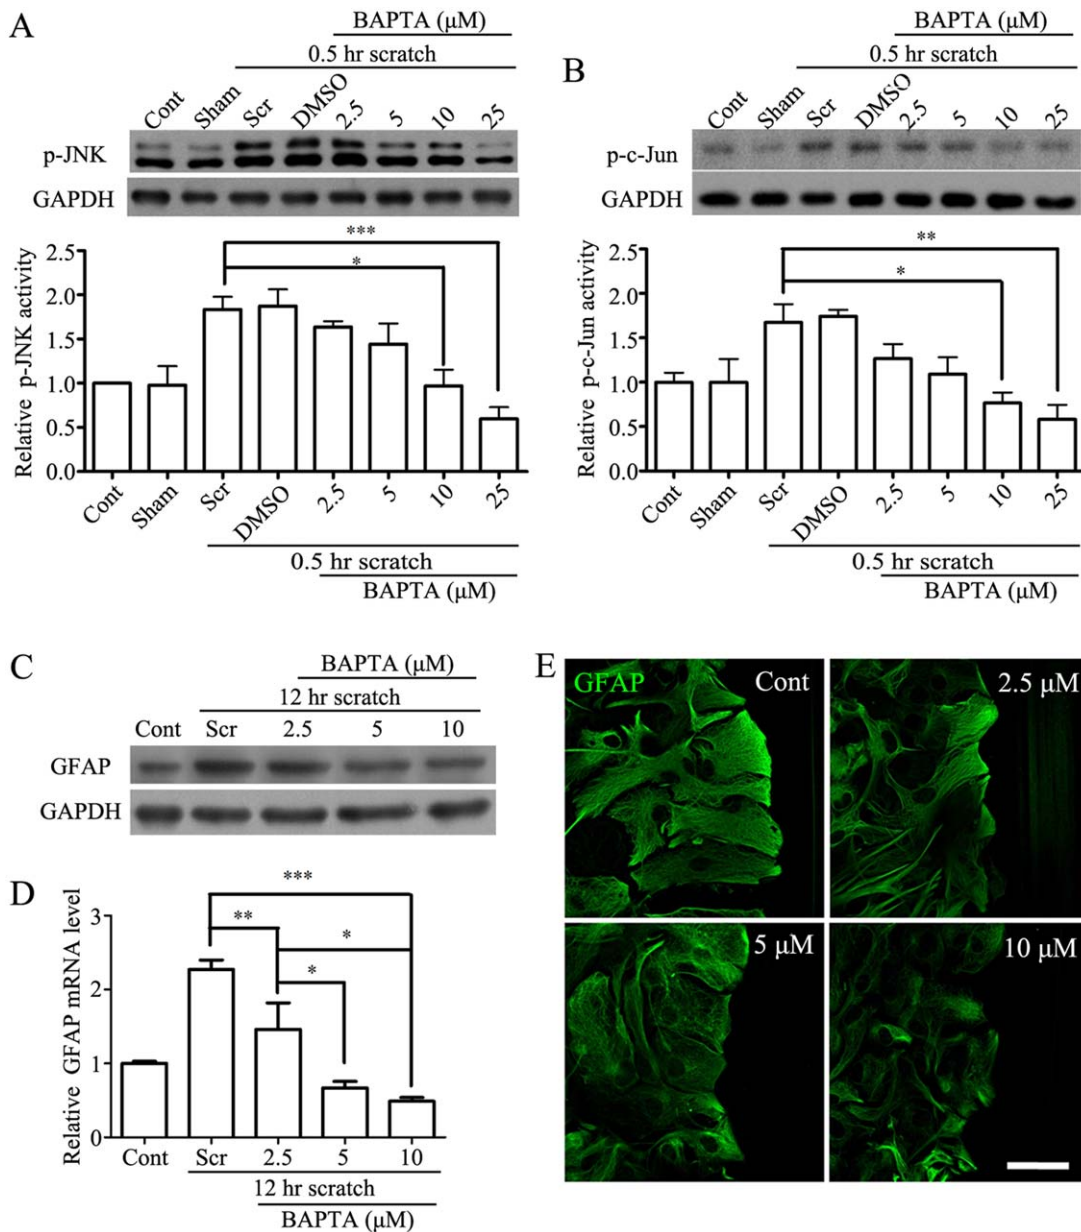 A
BAPTA (μM)
0.5 hr scratch
Cont Sham Scr DMSO 2.5 5 10 25
p-JNK
GAPDH
***
*
Relative p-JNK activity
2.5
2.0
1.5
1.0
0.5
0.0
Cont Sham Scr DMSO 2.5 5 10 25
0.5 hr scratch
BAPTA (μM)
B
BAPTA (μM)
0.5 hr scratch
Cont Sham Scr DMSO 2.5 5 10 25
p-c-Jun
GAPDH
**
*
Relative p-c-Jun activity
2.5
2.0
1.5
1.0
0.5
0.0
Cont Sham Scr DMSO 2.5 5 10 25
0.5 hr scratch
BAPTA (μM)
C
BAPTA (μM)
12 hr scratch
Cont Scr 2.5 5 10
GFAP
GAPDH
D
***
** *
*
Relative GFAP mRNA level
3
2
1
0
Cont Scr 2.5 5 10
12 hr scratch
BAPTA (μM)
E
GFAP Cont 2.5 μM
5 μM 10 μM